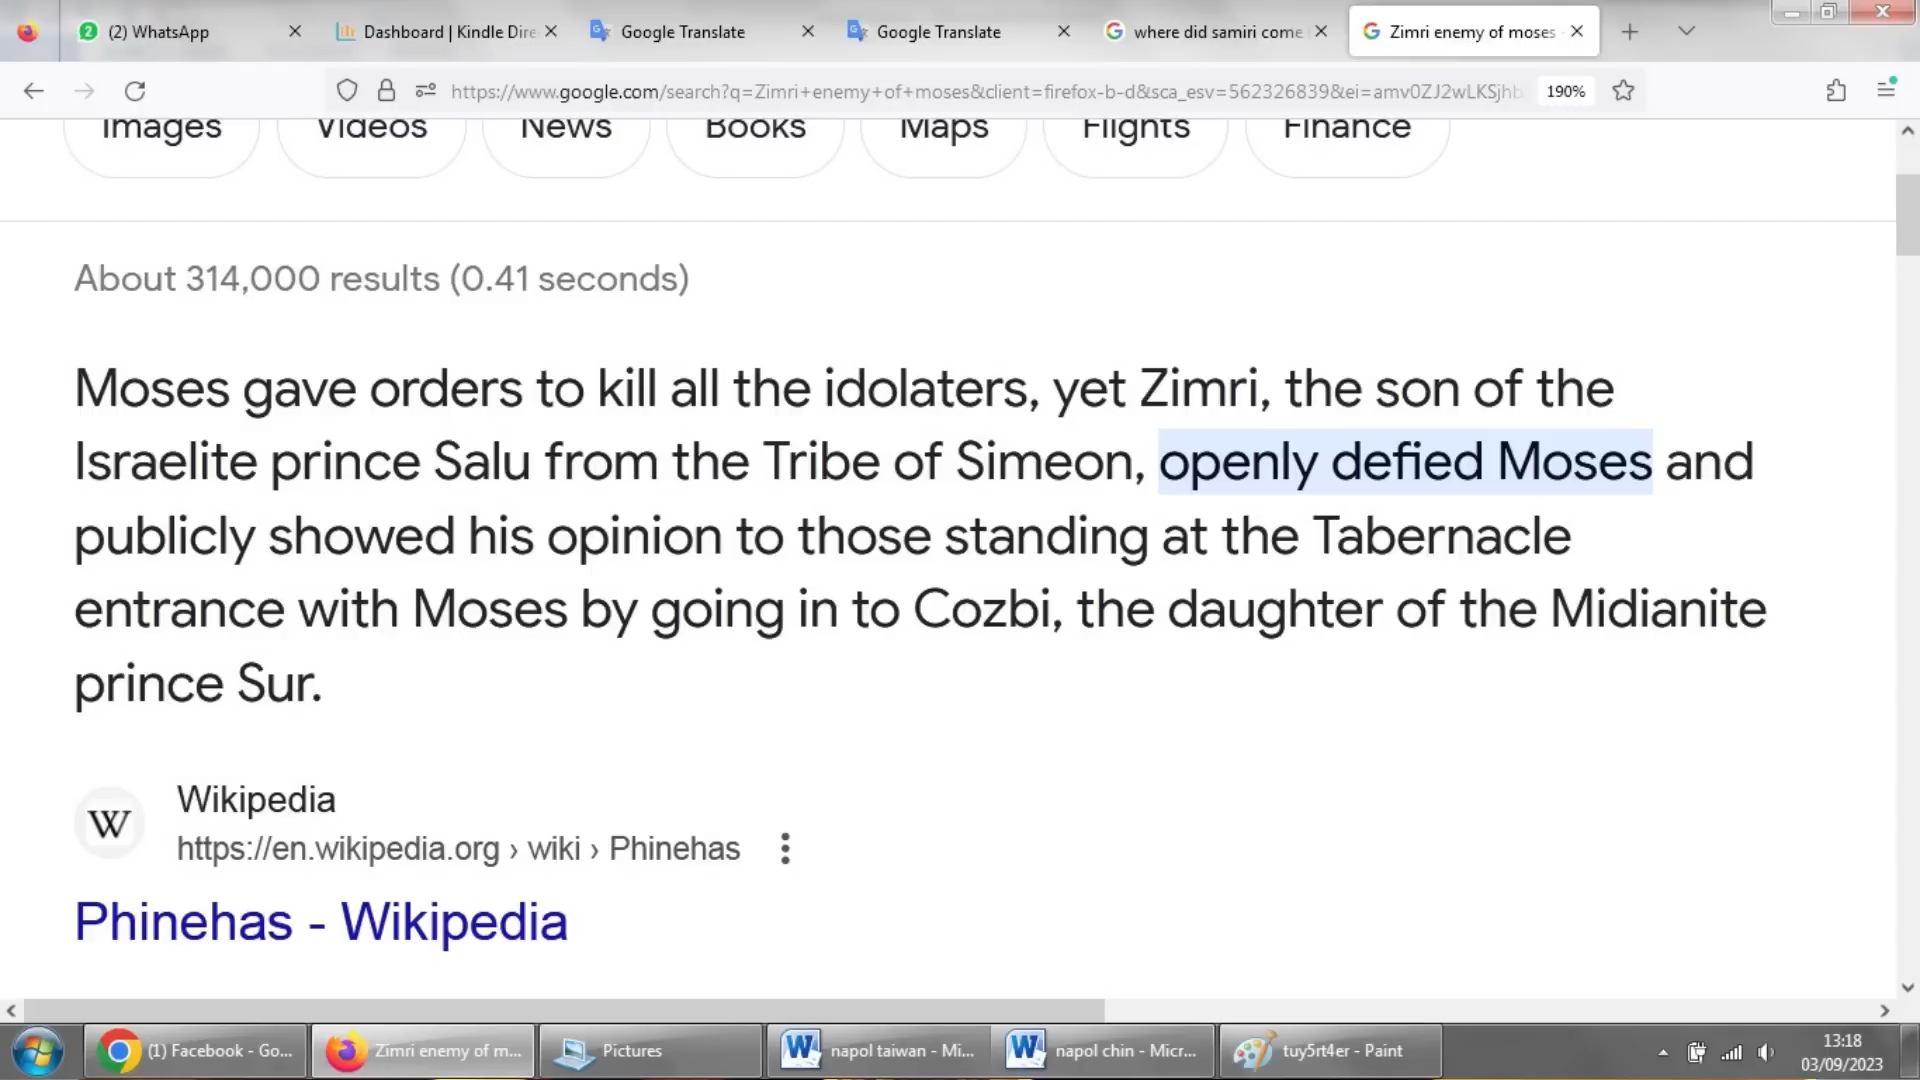 (2) WhatsApp
Dashboard | Kindle Dire
Google Translate
Google Translate
where did samiri come
Zimri enemy of moses
https://www.google.com/search?q=Zimri+enemy+of+moses&client=firefox-b-d&sca_esv=562326839&ei=amv0ZJ2wLKSjhb
190%
Images
Videos
News
Books
Maps
Flights
Finance
About 314,000 results (0.41 seconds)
Moses gave orders to kill all the idolaters, yet Zimri, the son of the
Israelite prince Salu from the Tribe of Simeon, openly defied Moses and
publicly showed his opinion to those standing at the Tabernacle
entrance with Moses by going in to Cozbi, the daughter of the Midianite
prince Sur.
W
Wikipedia
https://en.wikipedia.org › wiki › Phinehas
Phinehas - Wikipedia
(1) Facebook - Go...
Zimri enemy of m...
Pictures
napol taiwan - Mi...
napol chin - Micr...
tuy5rt4er - Paint
13:18
03/09/2023